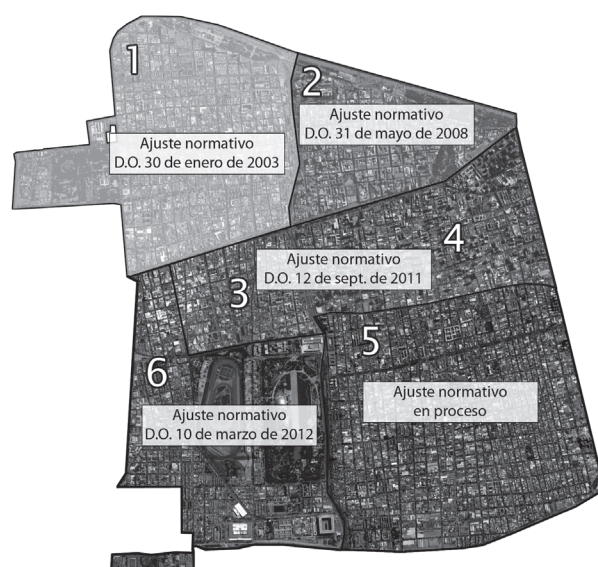 1
2
Ajuste normativo
D.O. 30 de enero de 2003
Ajuste normativo
D.O. 31 de mayo de 2008
4
Ajuste normativo
D.O. 12 de sept. de 2011
3
5
6
Ajuste normativo
en proceso
Ajuste normativo
D.O. 10 de marzo de 2012